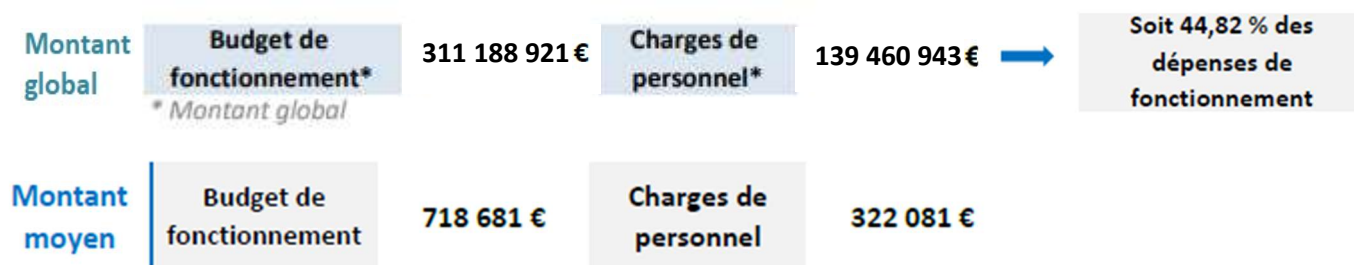 Montant global
Budget de fonctionnement*
311 188 921 €
Charges de personnel*
139 460 943 €
Soit 44,82 % des dépenses de fonctionnement
* Montant global
Montant moyen
Budget de fonctionnement
718 681 €
Charges de personnel
322 081 €